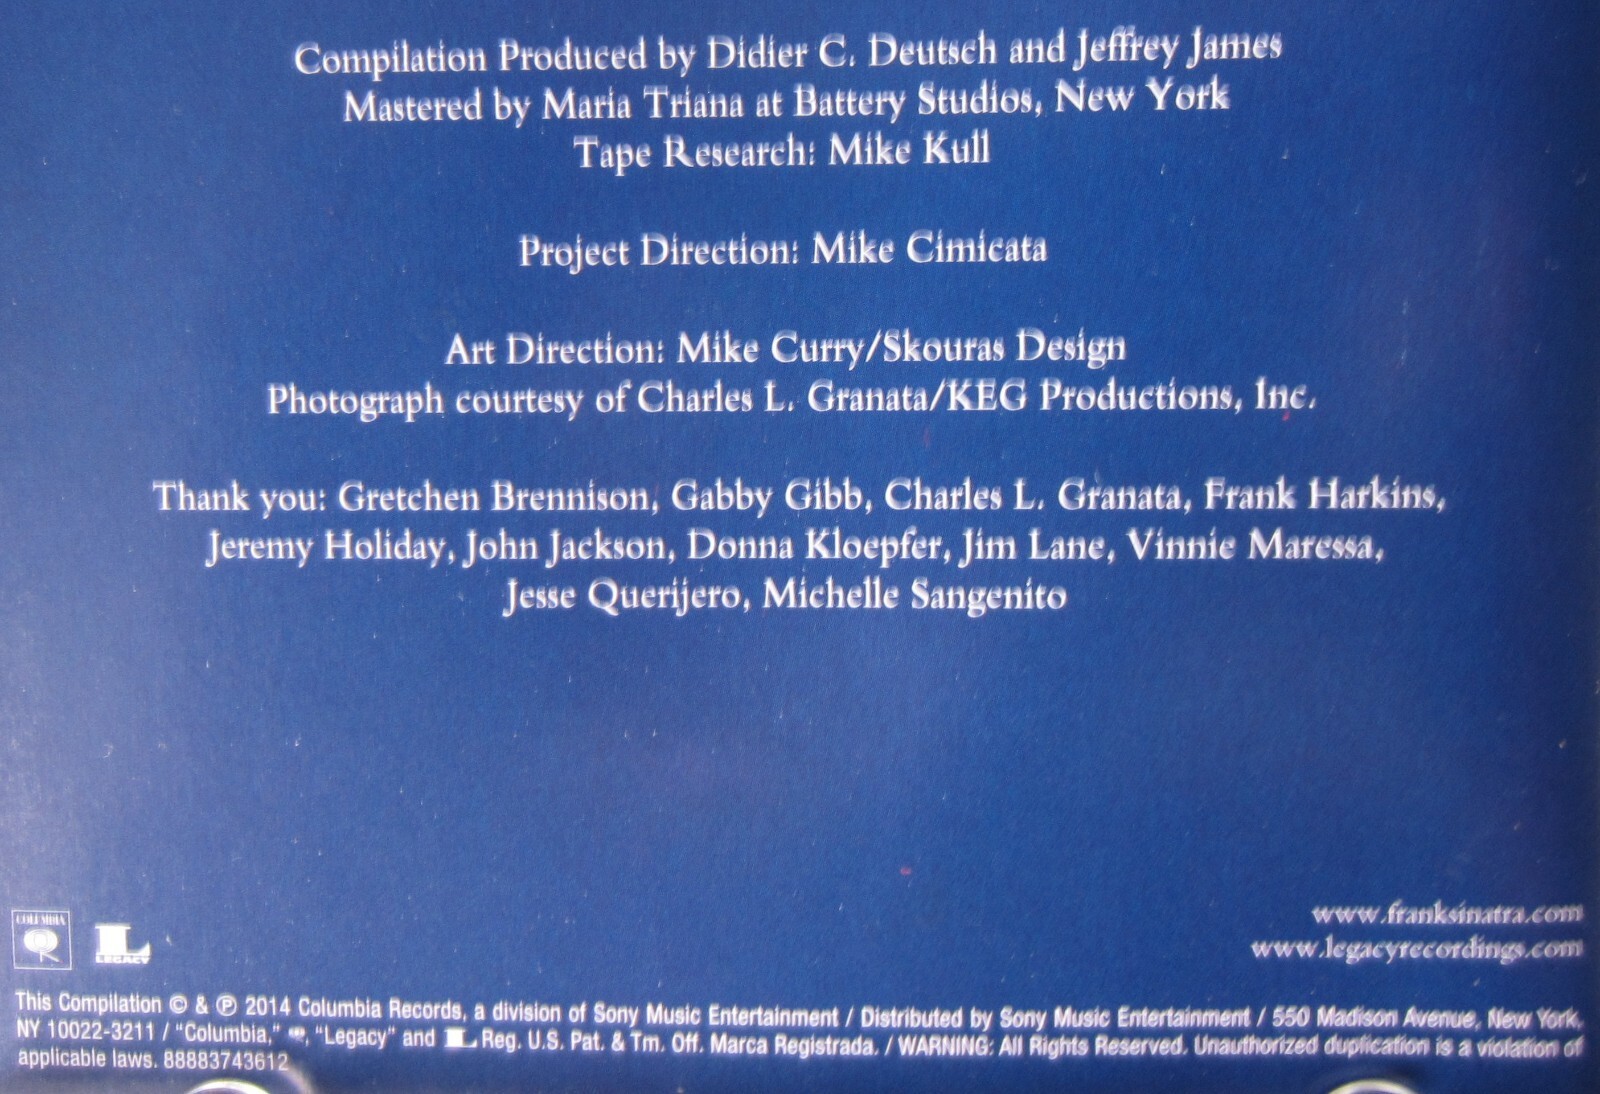 Compilation Produced by Didier C. Deutsch and Jeffrey James
Mastered by Maria Triana at Battery Studios, New York
Tape Research: Mike Kull
Project Direction: Mike Cimicata
Art Direction: Mike Curry/Skouras Design
Photograph courtesy of Charles L. Granata/KEG Productions, Inc.
Thank you: Gretchen Brennison, Gabby Gibb, Charles L. Granata, Frank Harkins,
Jeremy Holiday, John Jackson, Donna Kloepfer, Jim Lane, Vinnie Maressa,
Jesse Querijero, Michelle Sangenito
www.franksinatra.com
www.legacyrecordings.com
COLUMBIA
L LEGACY
This Compilation © & ℗ 2014 Columbia Records, a division of Sony Music Entertainment / Distributed by Sony Music Entertainment / 550 Madison Avenue, New York,
NY 10022-3211 / "Columbia," , "Legacy" and L Reg. U.S. Pat. & Tm. Off. Marca Registrada. / WARNING: All Rights Reserved. Unauthorized duplication is a violation of
applicable laws. 88883743612